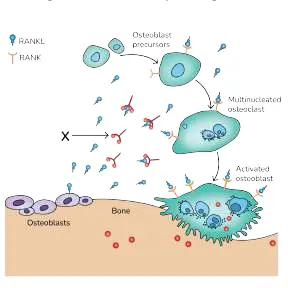 Osteoblast
precursors
RANKL
RANK
Multinucleated
osteoclast
X
Activated
osteoblast
Bone
Osteoblasts